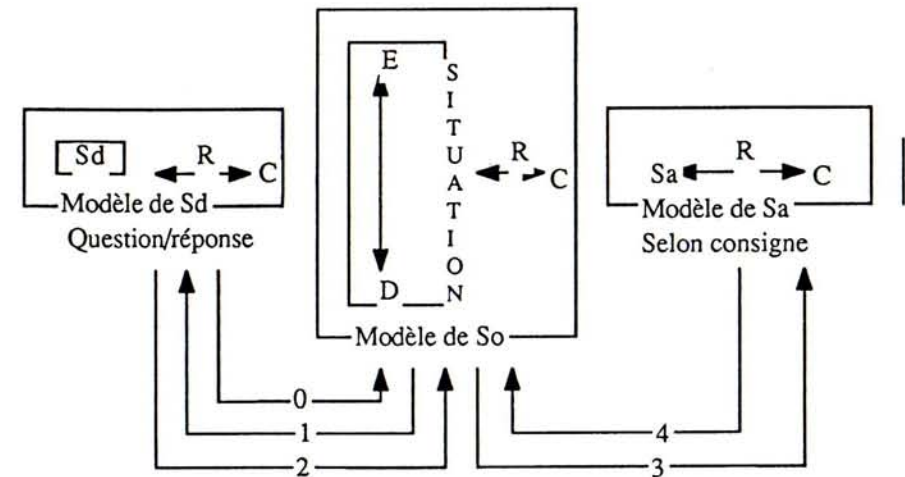 Sd
R
C
Modèle de Sd
Question/réponse
E
D
SITUATION
R
C
Modèle de So
Sa
R
C
Modèle de Sa
Selon consigne
0
1
2
4
3